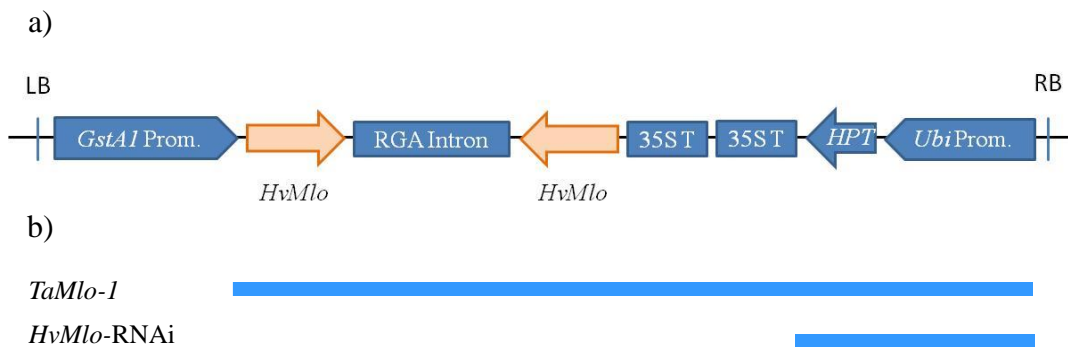 a)
LB
RB
GstA1 Prom.
RGA Intron
35S T
35S T
HPT
Ubi Prom.
HvMlo
HvMlo
b)
TaMlo-1
HvMlo-RNAi